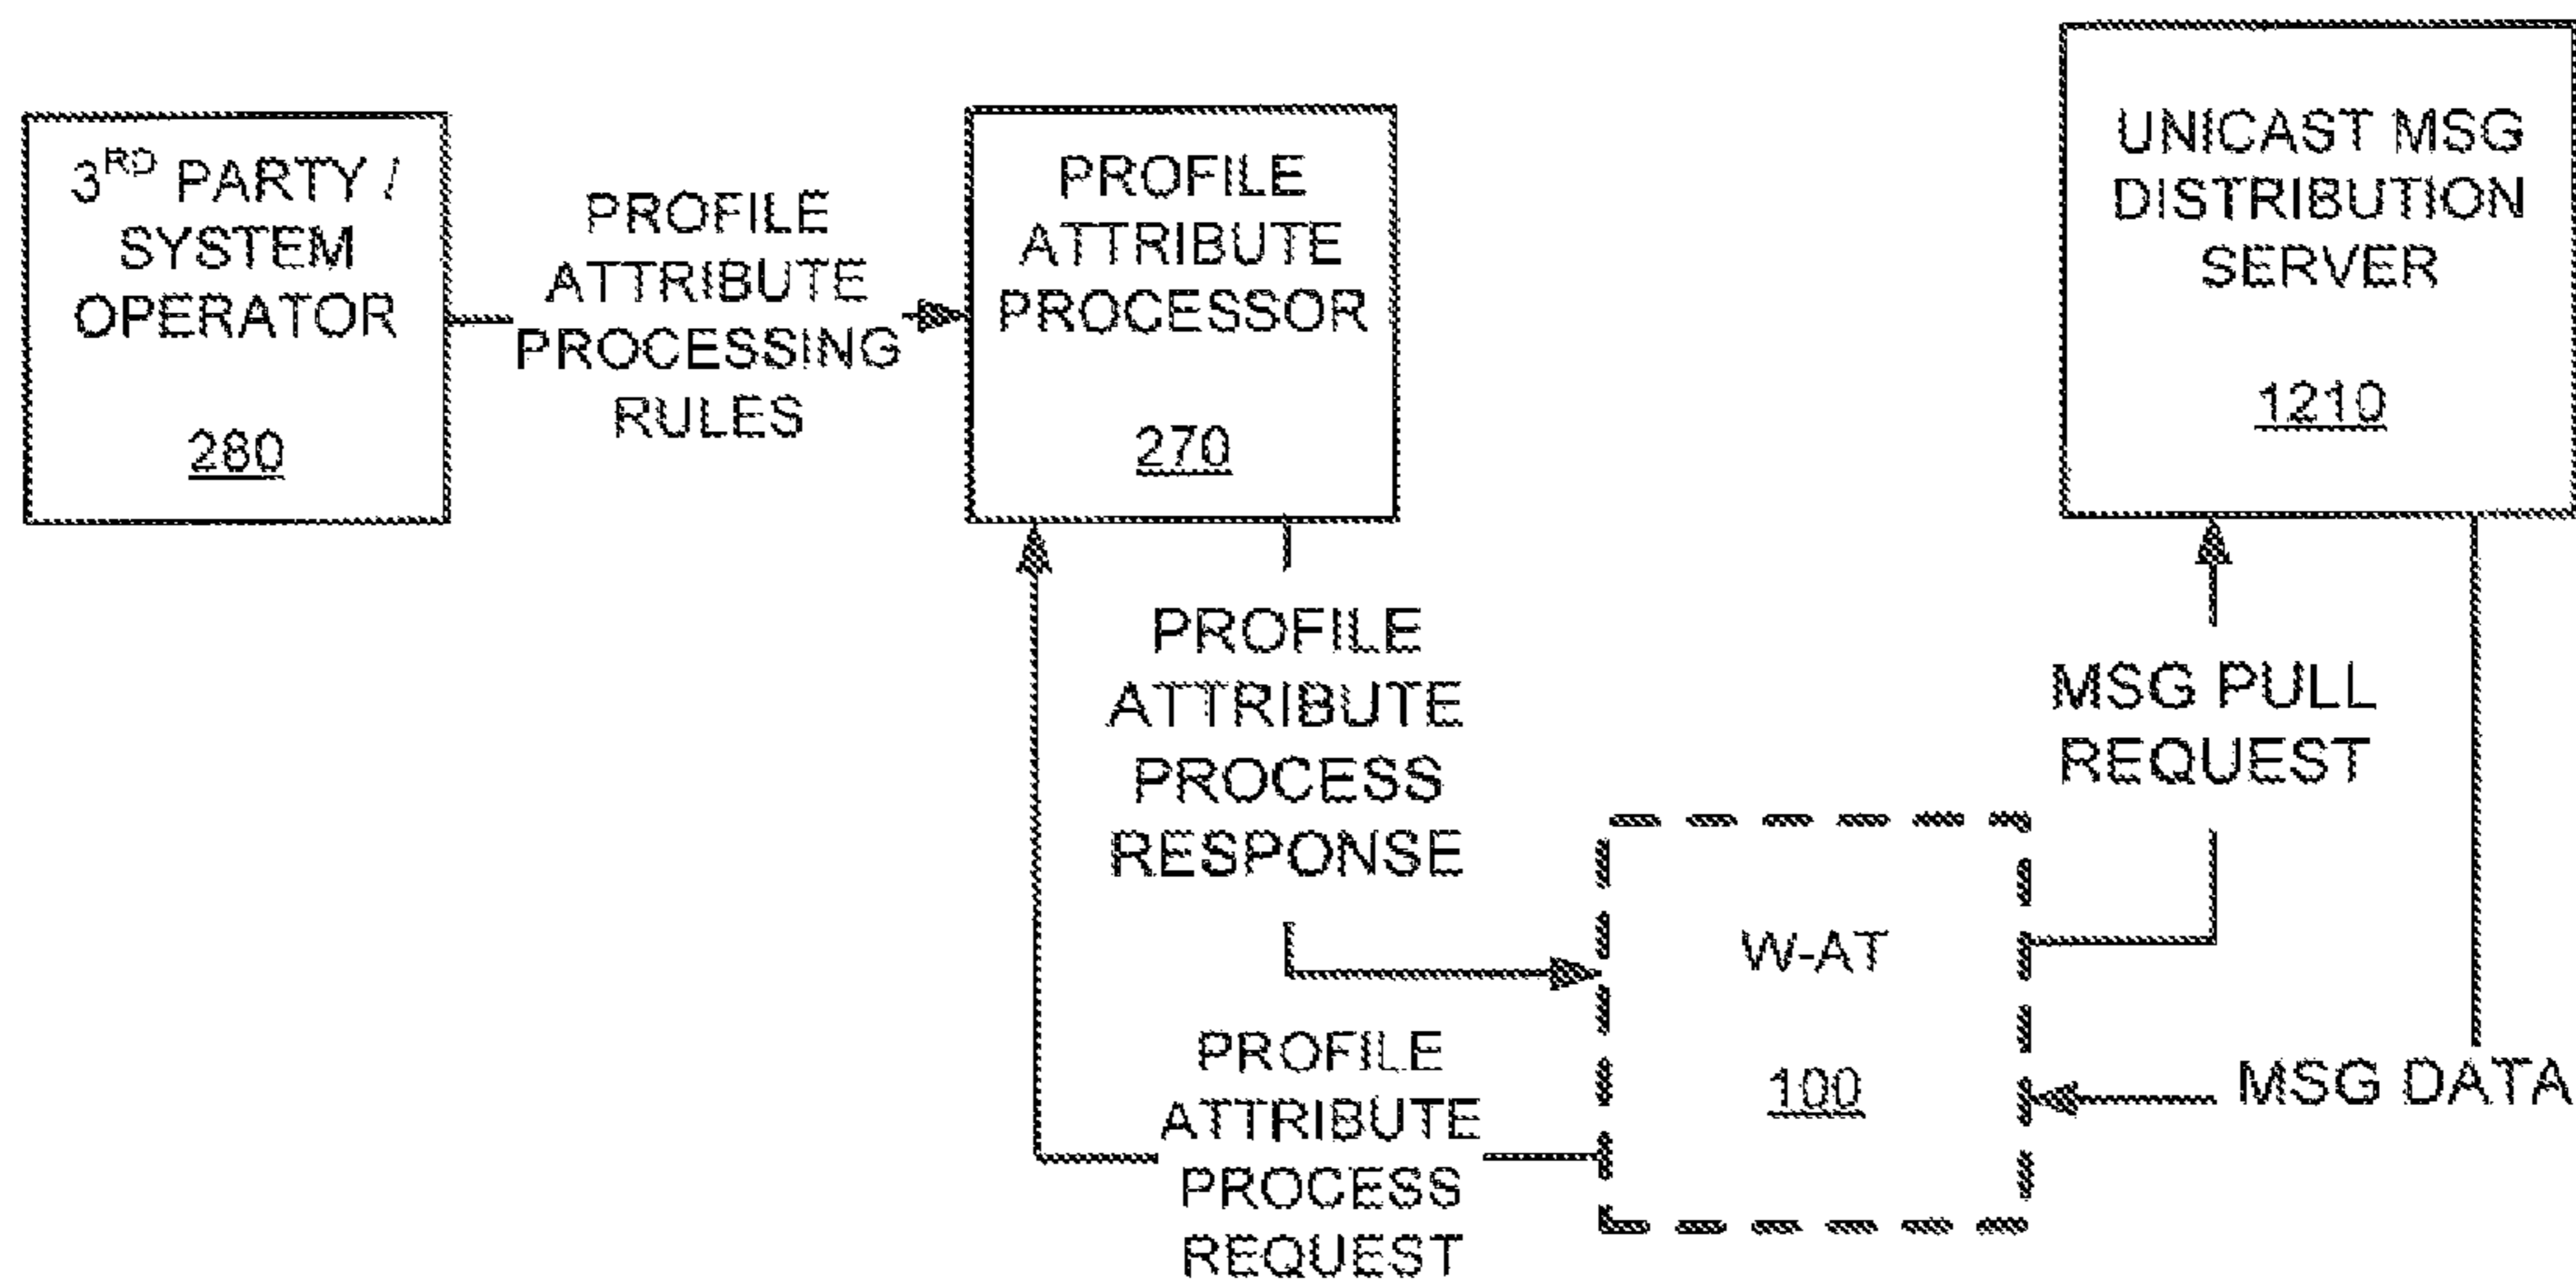 3RD PARTY /
SYSTEM
OPERATOR
280
PROFILE
ATTRIBUTE
PROCESSING
RULES
PROFILE
ATTRIBUTE
PROCESSOR
270
UNICAST MSG
DISTRIBUTION
SERVER
1210
PROFILE
ATTRIBUTE
PROCESS
RESPONSE
MSG PULL
REQUEST
W-AT
100
PROFILE
ATTRIBUTE
PROCESS
REQUEST
MSG DATA